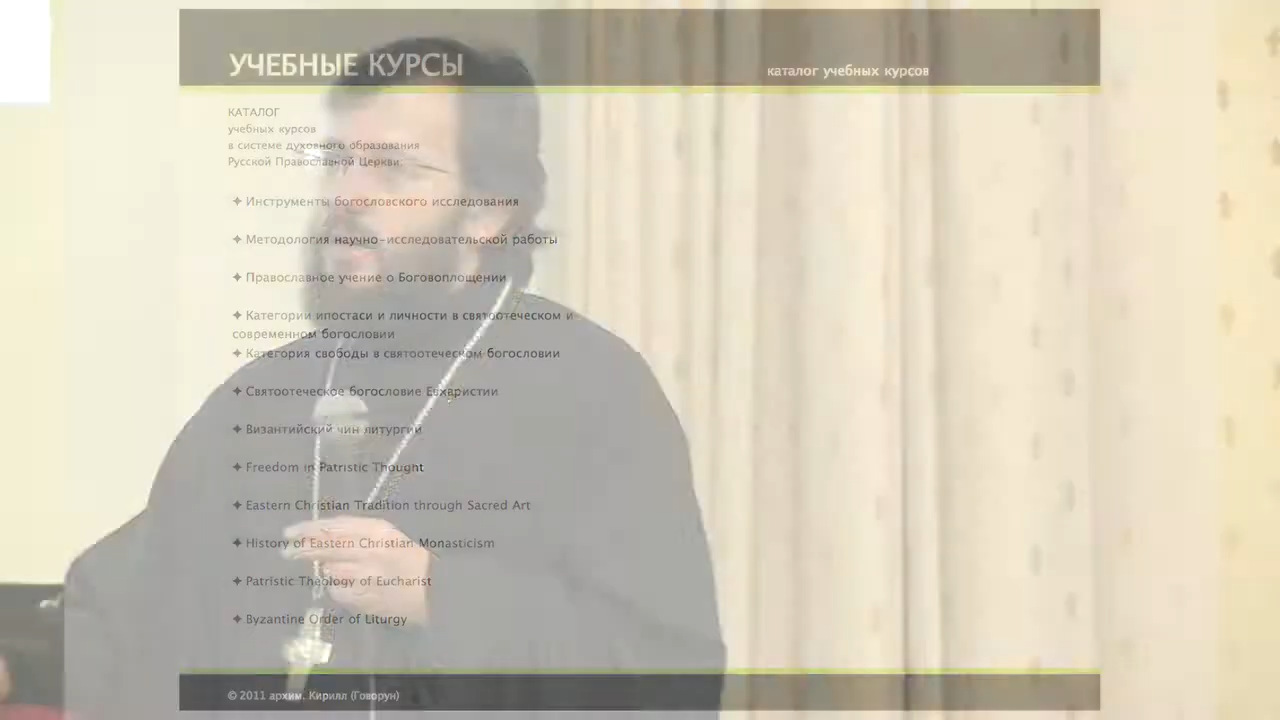 УЧЕБНЫЕ КУРСЫ
каталог учебных курсов
КАТАЛОГ
учебных курсов
в системе духовного образования
Русской Православной Церкви:
✦ Инструменты богословского исследования
✦ Методология научно-исследовательской работы
✦ Православное учение о Боговоплощении
✦ Категории ипостаси и личности в святоотеческом и
современном богословии
✦ Категория свободы в святоотеческом богословии
✦ Святоотеческое богословие Евхаристии
✦ Византийский чин литургии
✦ Freedom in Patristic Thought
✦ Eastern Christian Tradition through Sacred Art
✦ History of Eastern Christian Monasticism
✦ Patristic Theology of Eucharist
✦ Byzantine Order of Liturgy
© 2011 архим. Кирилл (Говорун)